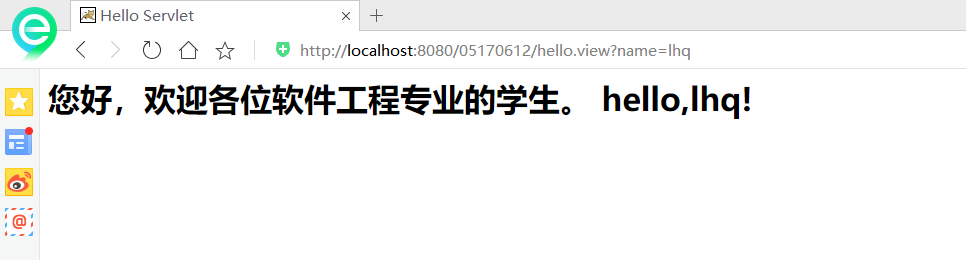 Hello Servlet
http://localhost:8080/05170612/hello.view?name=lhq
您好，欢迎各位软件工程专业的学生。 hello,lhq!